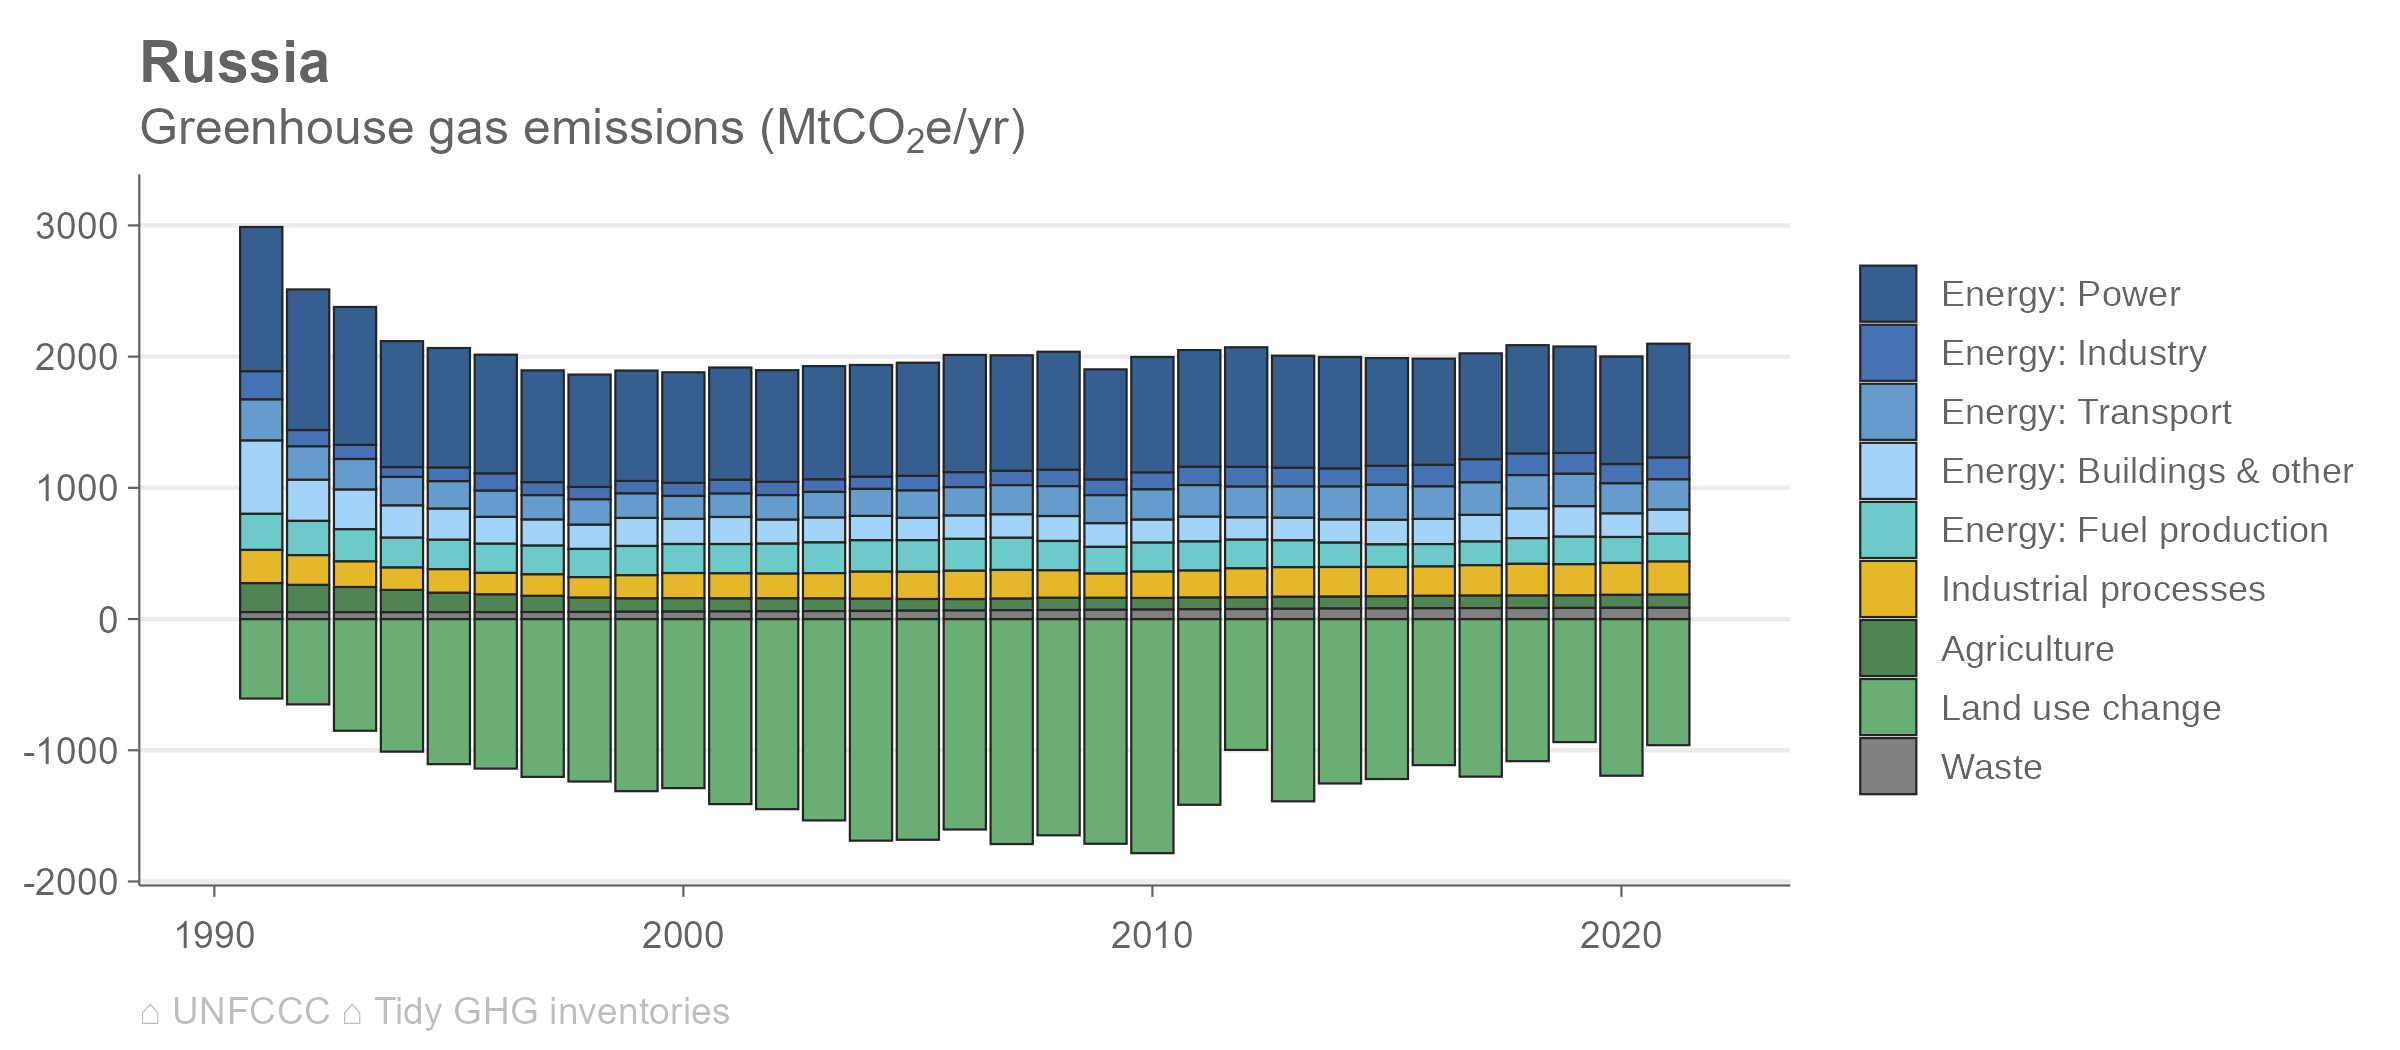 Russia
Greenhouse gas emissions (MtCO₂e/yr)
3000
2000
1000
0
-1000
-2000
1990
2000
2010
2020
Energy: Power
Energy: Industry
Energy: Transport
Energy: Buildings & other
Energy: Fuel production
Industrial processes
Agriculture
Land use change
Waste
⌂ UNFCCC ⌂ Tidy GHG inventories